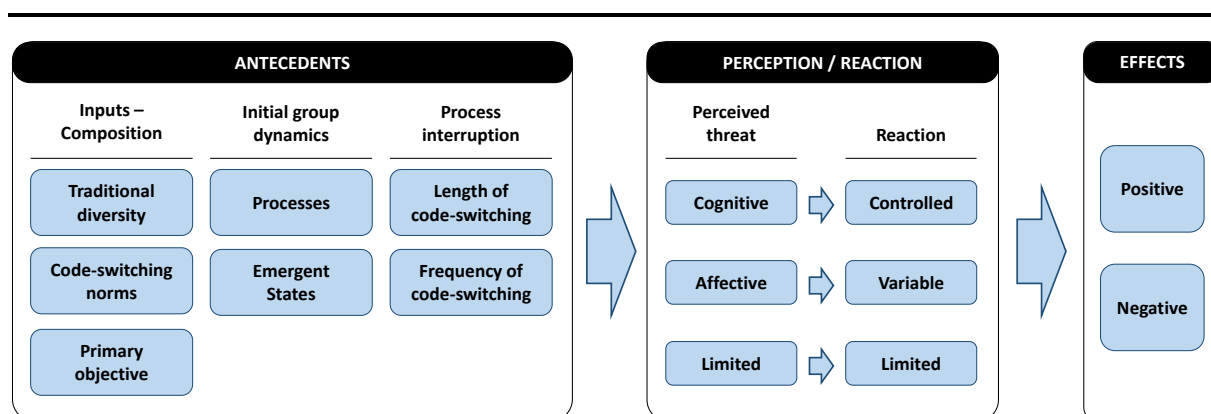 ANTECEDENTS
Inputs –
Composition
Initial group
dynamics
Process
interruption
Traditional
diversity
Processes
Length of
code-switching
Code-switching
norms
Emergent
States
Frequency of
code-switching
Primary
objective
PERCEPTION / REACTION
Perceived
threat
Reaction
Cognitive
Controlled
Affective
Variable
Limited
Limited
EFFECTS
Positive
Negative